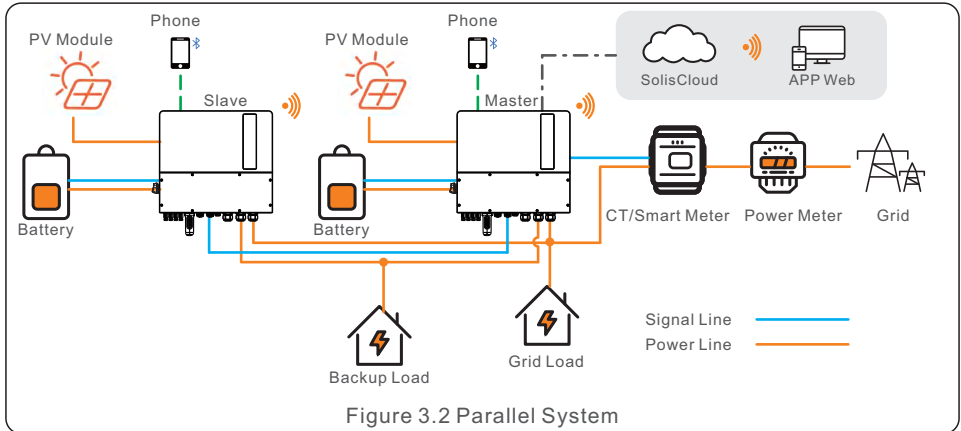 Phone
Phone
PV Module
PV Module
SolisCloud
APP Web
Slave
Master
Battery
Battery
CT/Smart Meter
Power Meter
Grid
Signal Line
Power Line
Grid Load
Backup Load
Figure 3.2 Parallel System